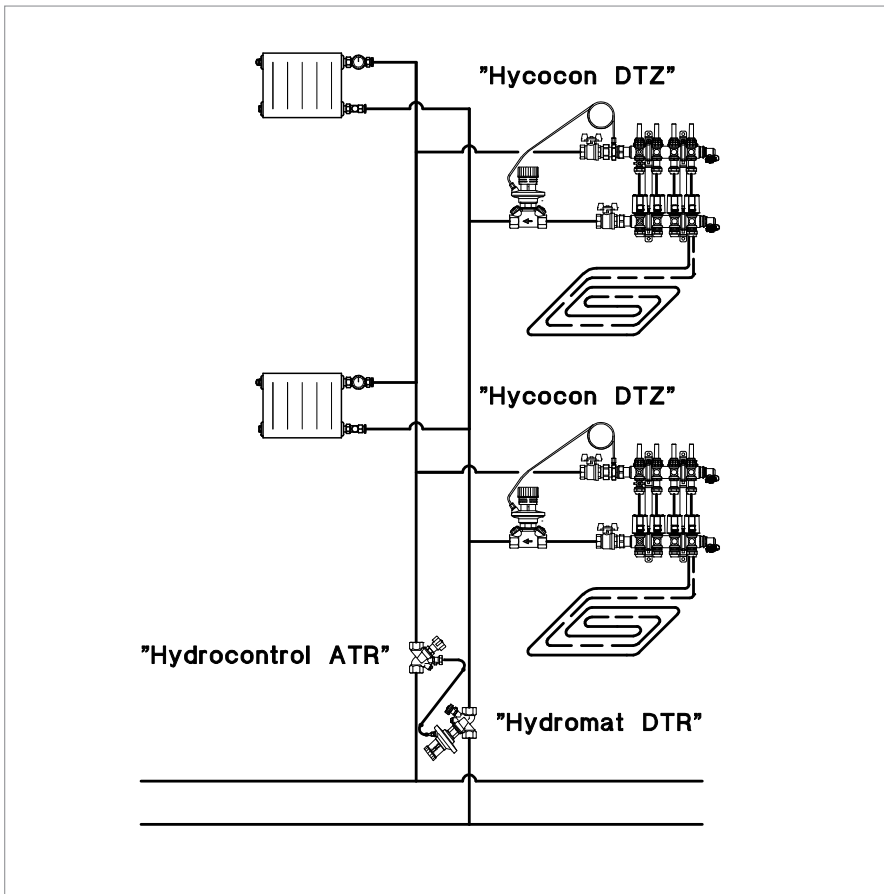 ”Hycocon DTZ”
”Hycocon DTZ”
”Hydrocontrol ATR”
”Hydromat DTR”